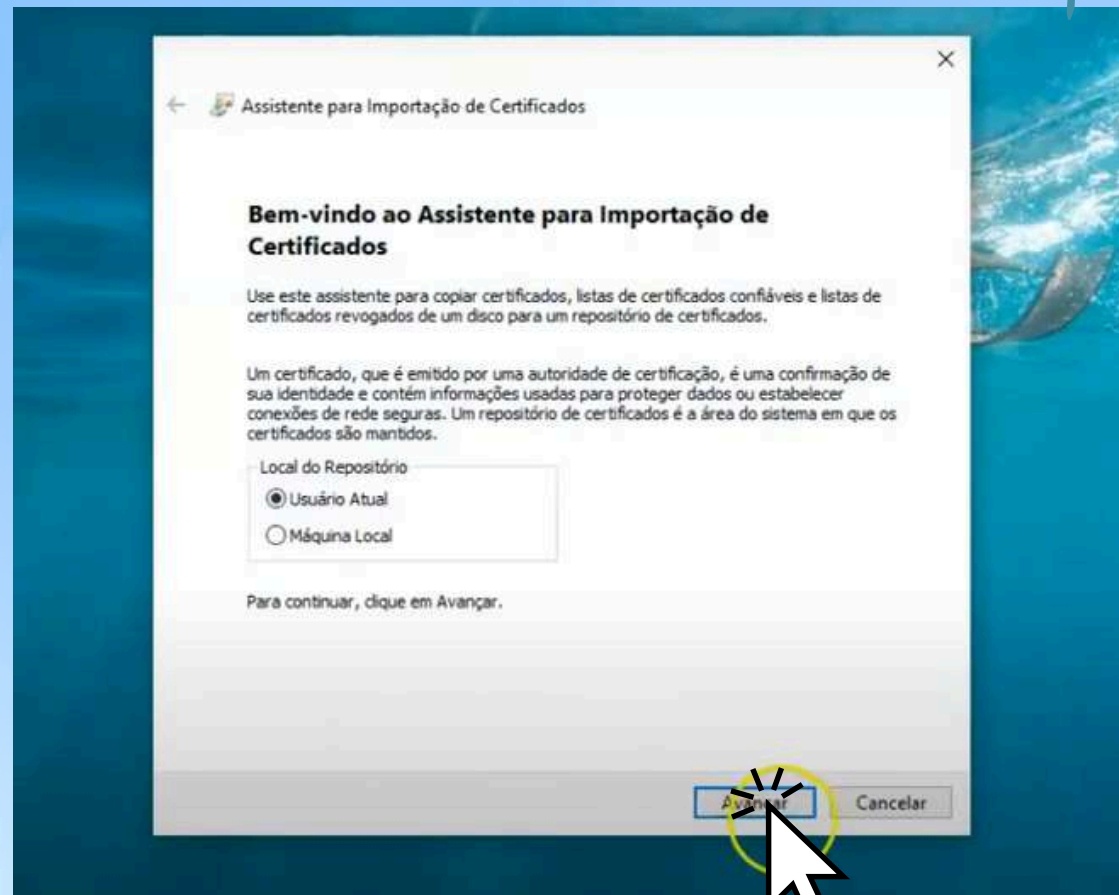 Assistente para Importação de Certificados
Bem-vindo ao Assistente para Importação de
Certificados
Use este assistente para copiar certificados, listas de certificados confiáveis e listas de
certificados revogados de um disco para um repositório de certificados.
Um certificado, que é emitido por uma autoridade de certificação, é uma confirmação de
sua identidade e contém informações usadas para proteger dados ou estabelecer
conexões de rede seguras. Um repositório de certificados é a área do sistema em que os
certificados são mantidos.
Local do Repositório
Usuário Atual
Máquina Local
Para continuar, clique em Avançar.
Avançar Cancelar